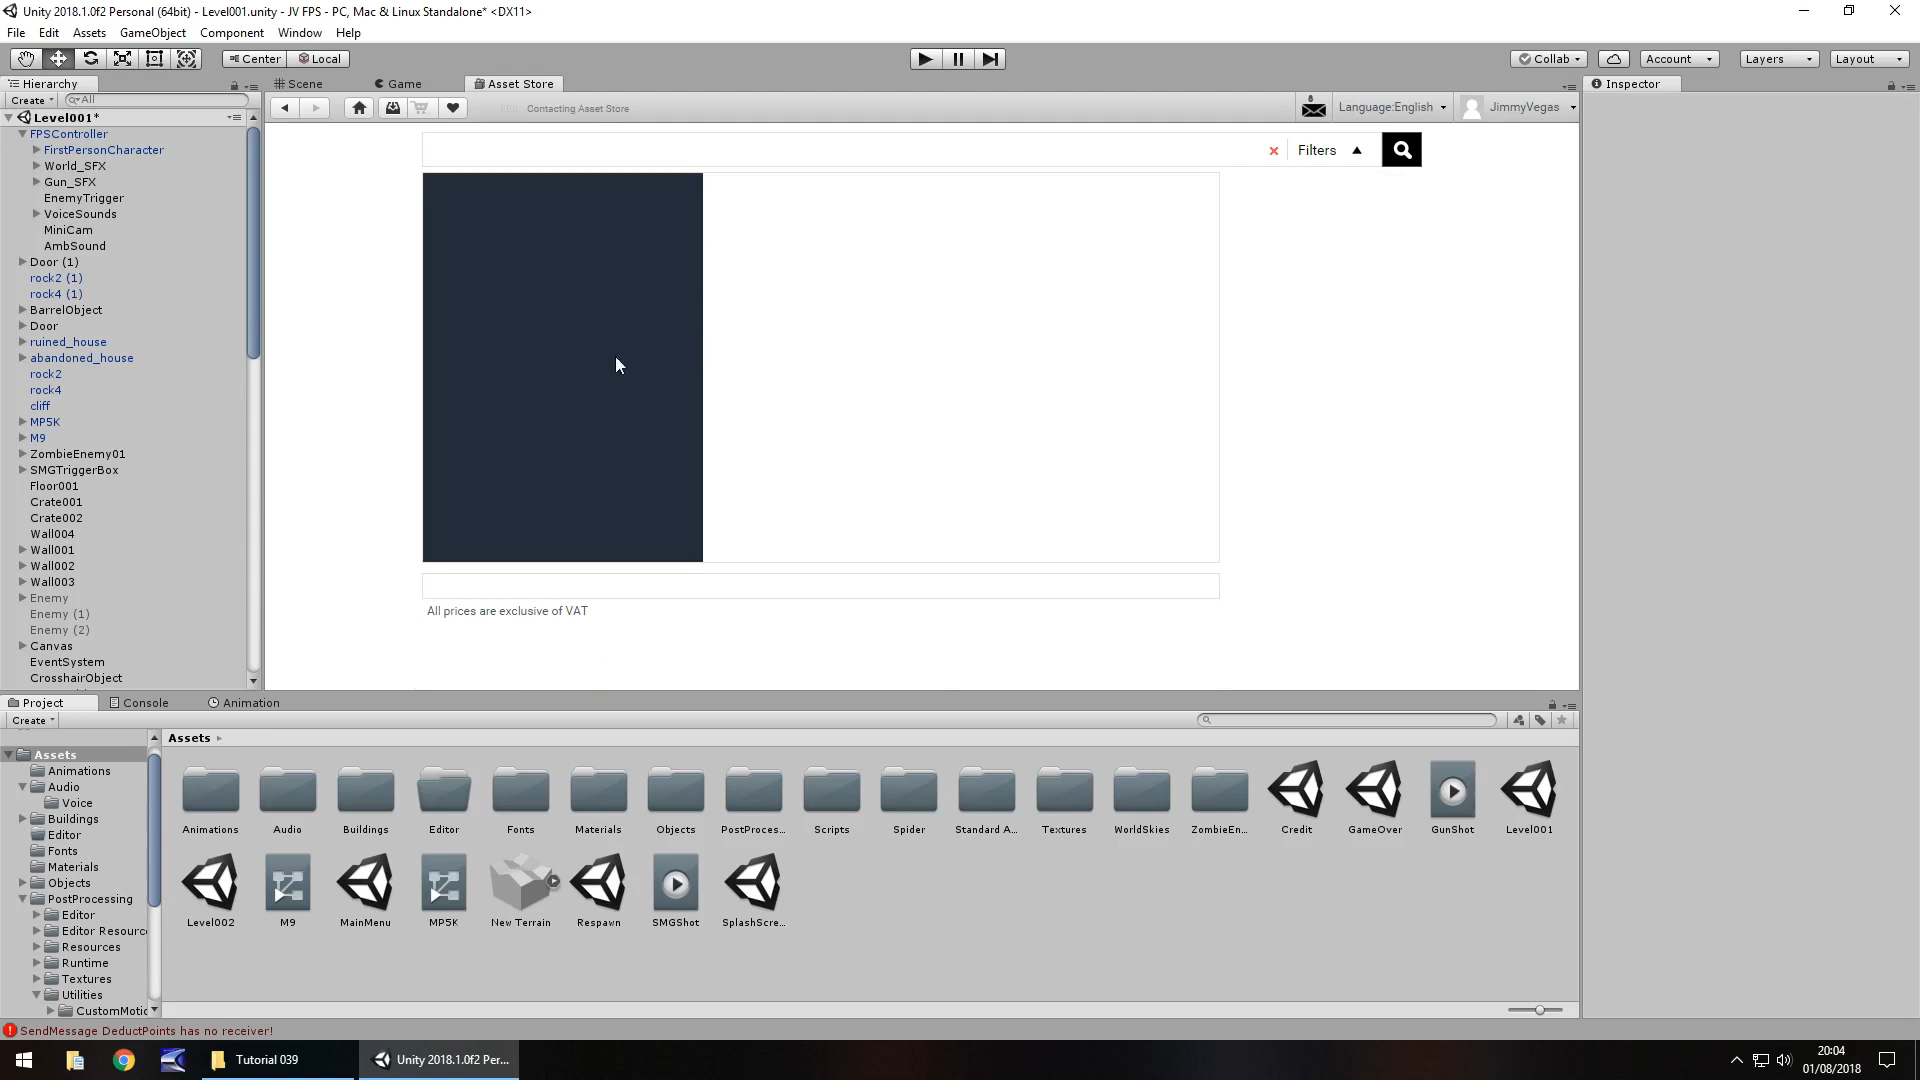 Unity 2018.1.0f2 Personal (64bit) - Level001.unity - JV FPS - PC, Mac & Linux Standalone* <DX11>
File Edit Assets GameObject Component Window Help
Center Local Collab Account Layers Layout
Hierarchy Scene Game Asset Store Inspector
Create All
Contacting Asset Store 8 Language:English JimmyVegas
Level001*
FPSController
FirstPersonCharacter
World_SFX
Gun_SFX
EnemyTrigger
VoiceSounds
MiniCam
AmbSound
Door (1)
rock2 (1)
rock4 (1)
BarrelObject
Door
ruined_house
abandoned_house
rock2
rock4
cliff
MP5K
M9
ZombieEnemy01
SMGTriggerBox
Floor001
Crate001
Crate002
Wall004
Wall001
Wall002
Wall003
Enemy
Enemy (1)
Enemy (2)
Canvas
EventSystem
CrosshairObject
Filters
All prices are exclusive of VAT
Project Console Animation
Create
Assets
Animations
Audio
Voice
Buildings
Editor
Fonts
Materials
Objects
PostProcessing
Editor
Editor Resourc
Resources
Runtime
Textures
Utilities
CustomMotic
Assets
Animations Audio Buildings Editor Fonts Materials Objects PostProces... Scripts Spider Standard A... Textures WorldSkies ZombieEn... Credit GameOver GunShot Level001
Level002 M9 MainMenu MP5K New Terrain Respawn SMGShot SplashScre...
SendMessage DeductPoints has no receiver!
Tutorial 039 Unity 2018.1.0f2 Per...
20:04
01/08/2018